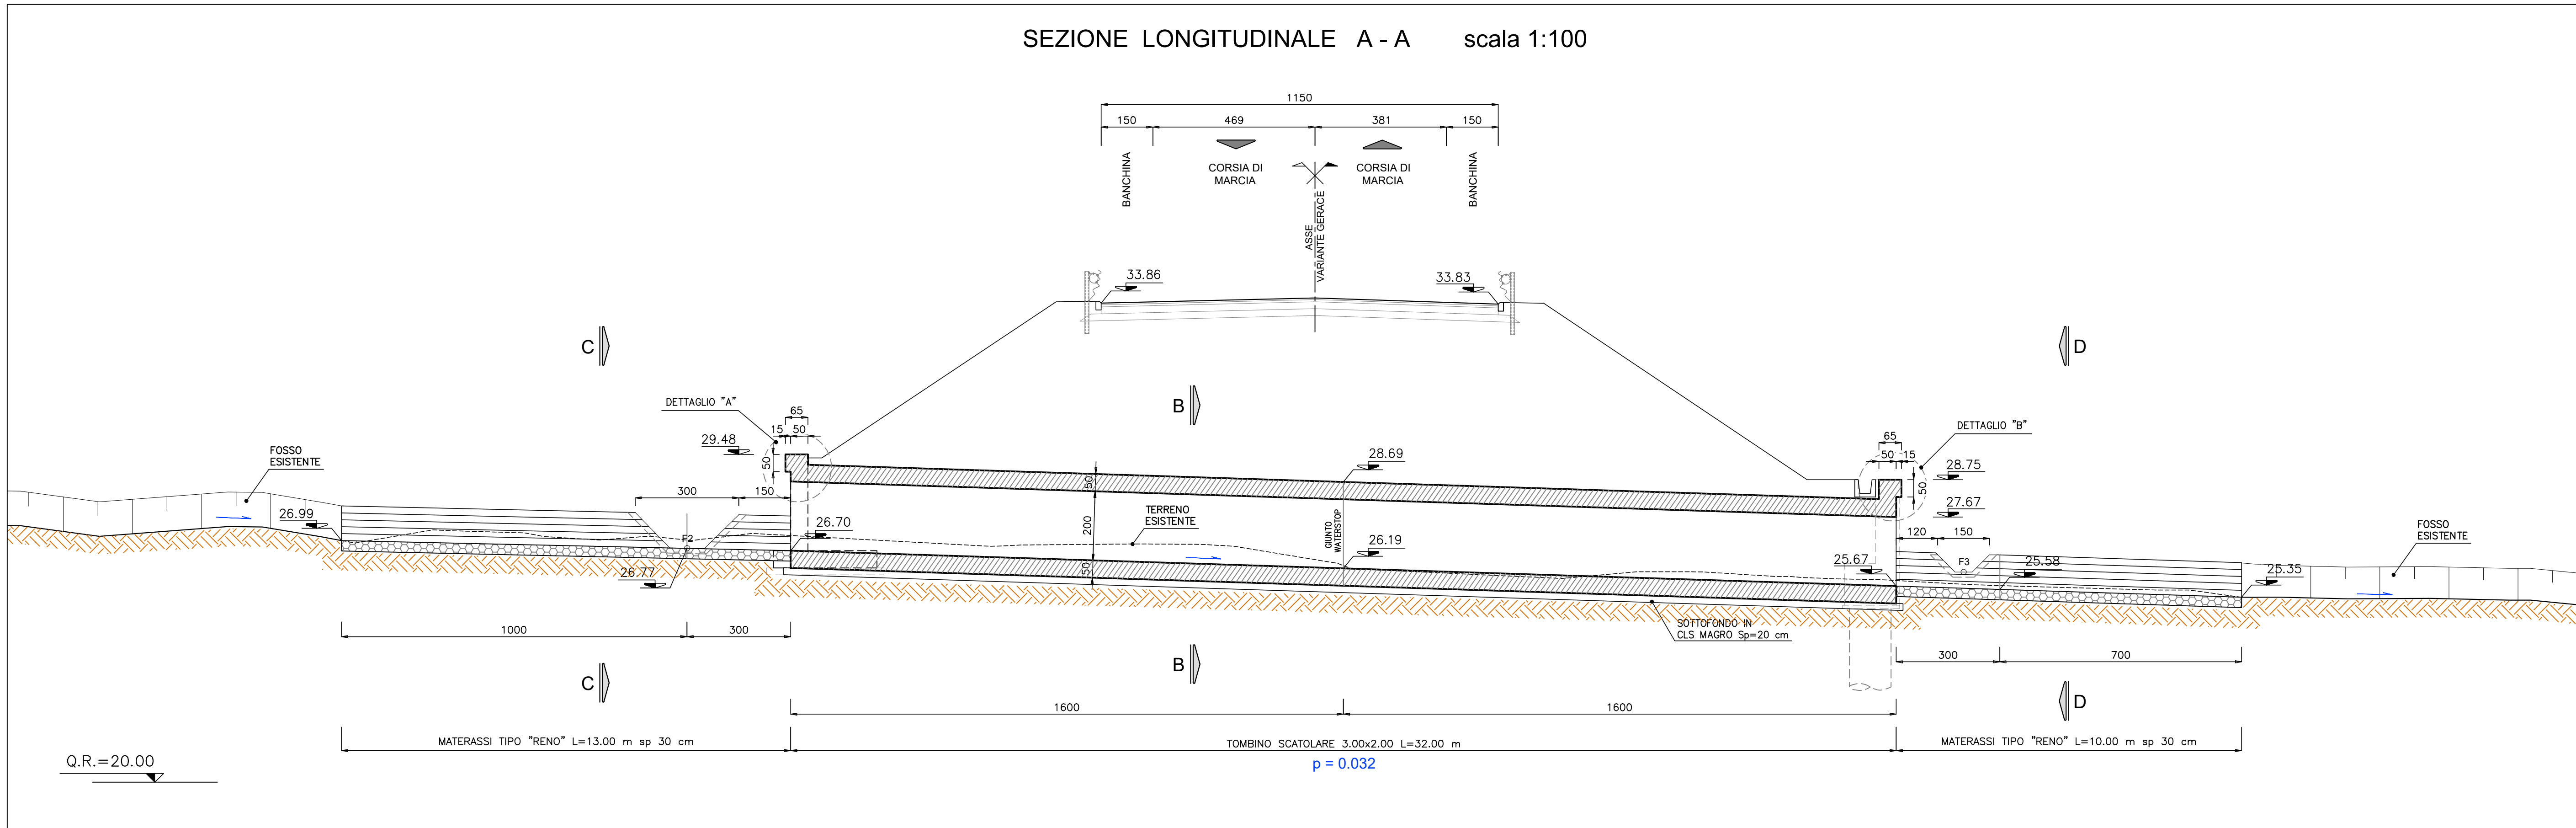 SEZIONE LONGITUDINALE A - A scala 1:100
1150
150 469 381 150
BANCHINA
CORSIA DI
MARCIA
CORSIA DI
MARCIA
BANCHINA
ASSE
VARIANTE GERACE
33.86
33.83
C
D
B
DETTAGLIO "A"
65
15 50
29.48
50
FOSSO
ESISTENTE
300
150
26.99
F2
26.77
26.70
50
200
50
TERRENO
ESISTENTE
28.69
GIUNTO
WATERSTOP
26.19
DETTAGLIO "B"
65
50 15
28.75
50
27.67
120 150
25.67
F3
25.58
25.35
FOSSO
ESISTENTE
SOTTOFONDO IN
CLS MAGRO Sp=20 cm
1000
300
300
700
B
C
D
1600
1600
MATERASSI TIPO "RENO" L=13.00 m sp 30 cm
TOMBINO SCATOLARE 3.00x2.00 L=32.00 m
MATERASSI TIPO "RENO" L=10.00 m sp 30 cm
p = 0.032
Q.R.=20.00